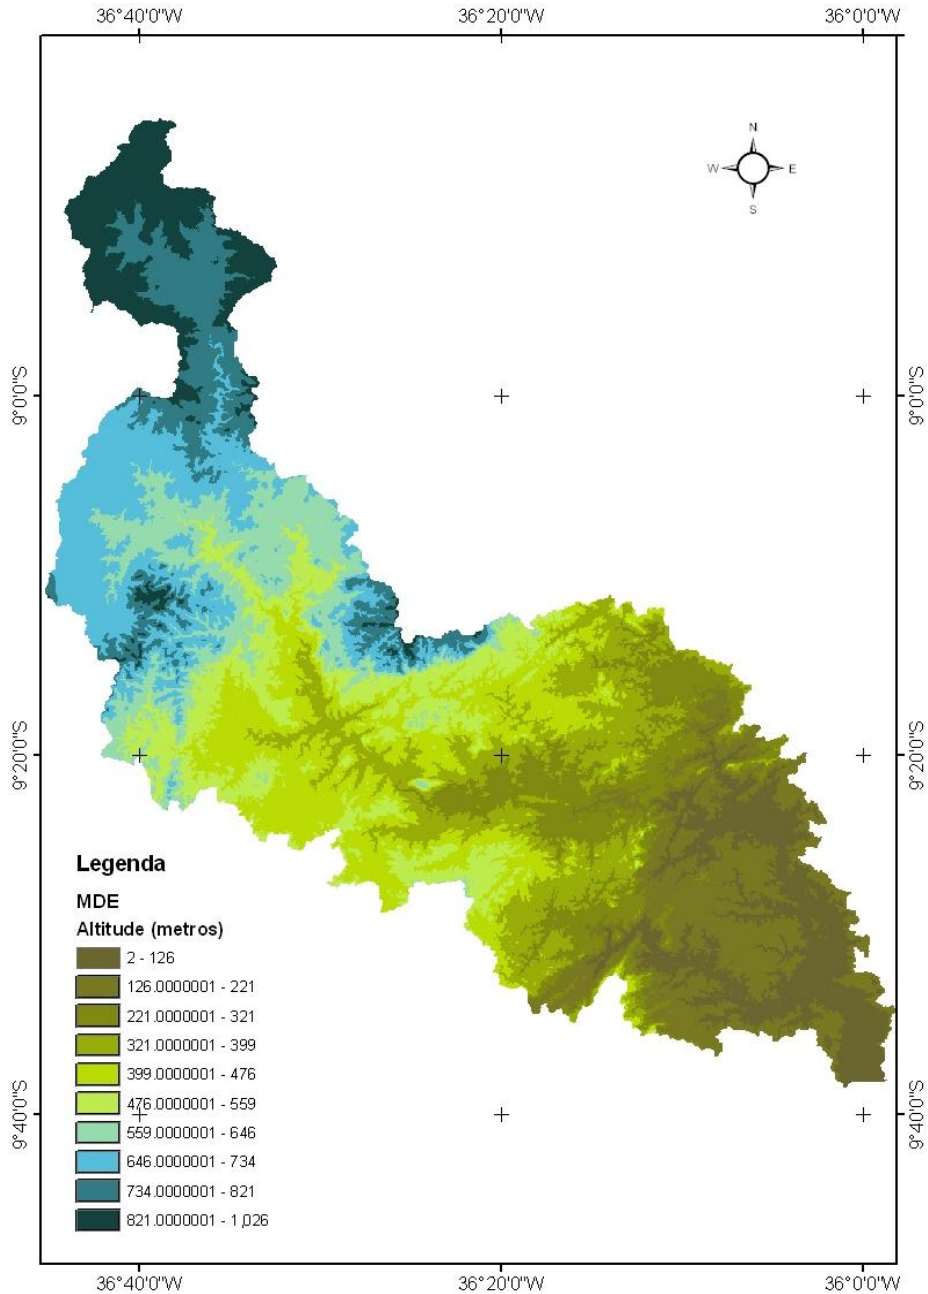 36°40'0"W 36°20'0"W 36°0'0"W
N
W E
S
9°0'0"S 9°0'0"S
9°20'0"S 9°20'0"S
Legenda
MDE
Altitude (metros)
2 - 126
126.0000001 - 221
221.0000001 - 321
321.0000001 - 399
399.0000001 - 476
476.0000001 - 559
559.0000001 - 646
646.0000001 - 734
734.0000001 - 821
821.0000001 - 1,026
9°40'0"S 9°40'0"S
36°40'0"W 36°20'0"W 36°0'0"W